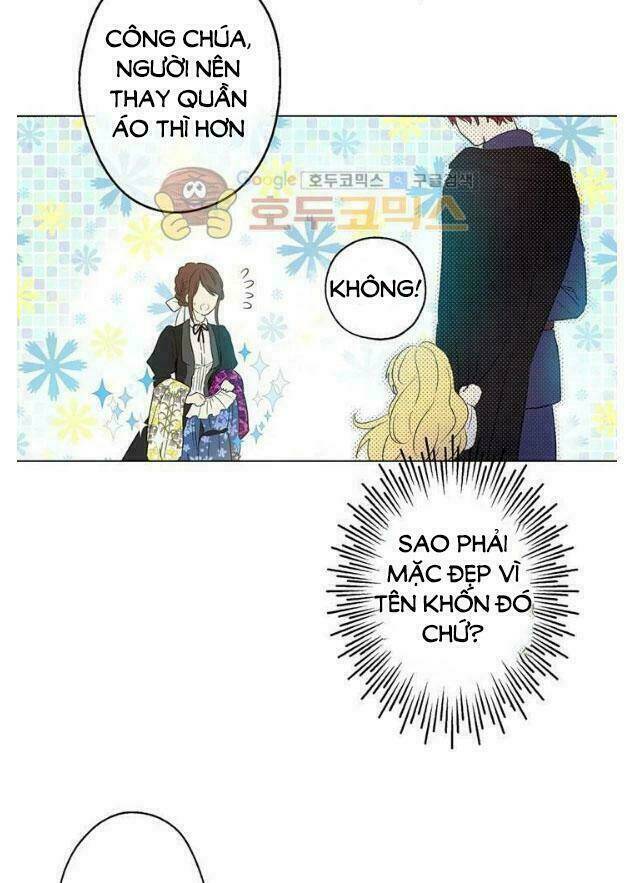 CÔNG CHÚA,
NGƯỜI NÊN
THAY QUẦN
ÁO THÌ HƠN
Google 호두코믹스 구글검색
호두코믹스
KHÔNG!
SAO PHẢI
MẶC ĐẸP VÌ
TÊN KHỐN ĐÓ
CHỨ?